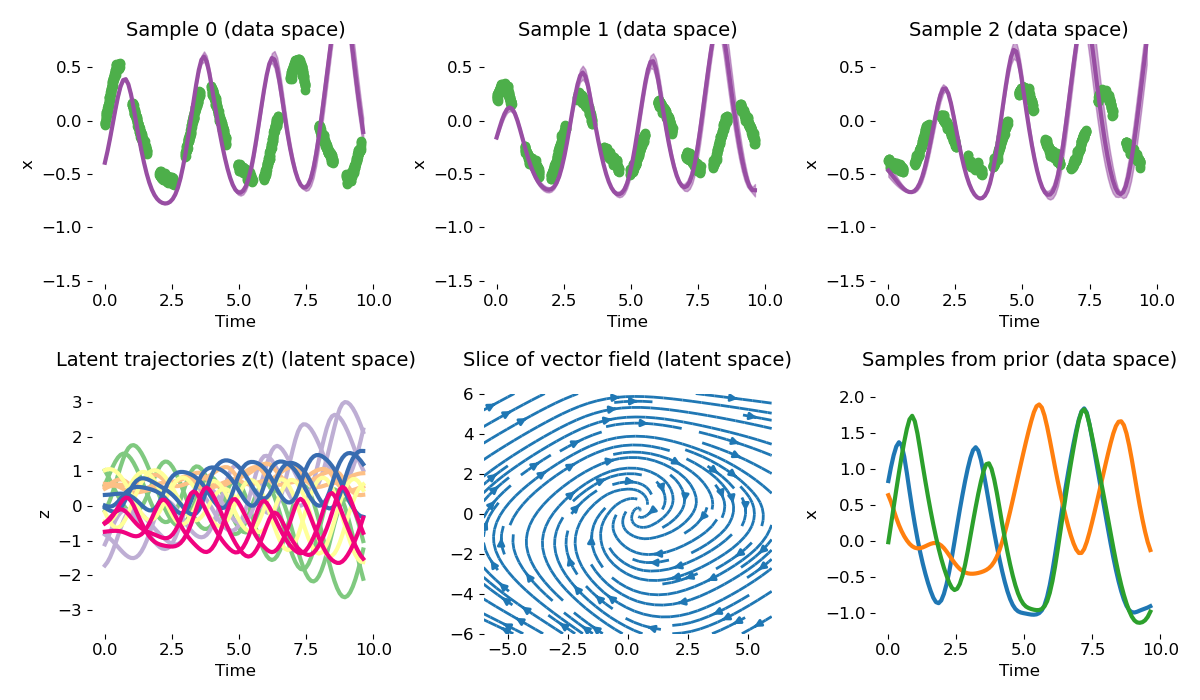 Sample 0 (data space)
Sample 1 (data space)
Sample 2 (data space)
0.5
0.0
−0.5
−1.0
−1.5
x
0.0 2.5 5.0 7.5 10.0
Time
0.5
0.0
−0.5
−1.0
−1.5
x
0.0 2.5 5.0 7.5 10.0
Time
0.5
0.0
−0.5
−1.0
−1.5
x
0.0 2.5 5.0 7.5 10.0
Time
Latent trajectories z(t) (latent space)
Slice of vector field (latent space)
Samples from prior (data space)
3
2
1
0
−1
−2
−3
z
0.0 2.5 5.0 7.5 10.0
Time
6
4
2
0
−2
−4
−6
−5.0 −2.5 0.0 2.5 5.0
2.0
1.5
1.0
0.5
0.0
−0.5
−1.0
x
0.0 2.5 5.0 7.5 10.0
Time